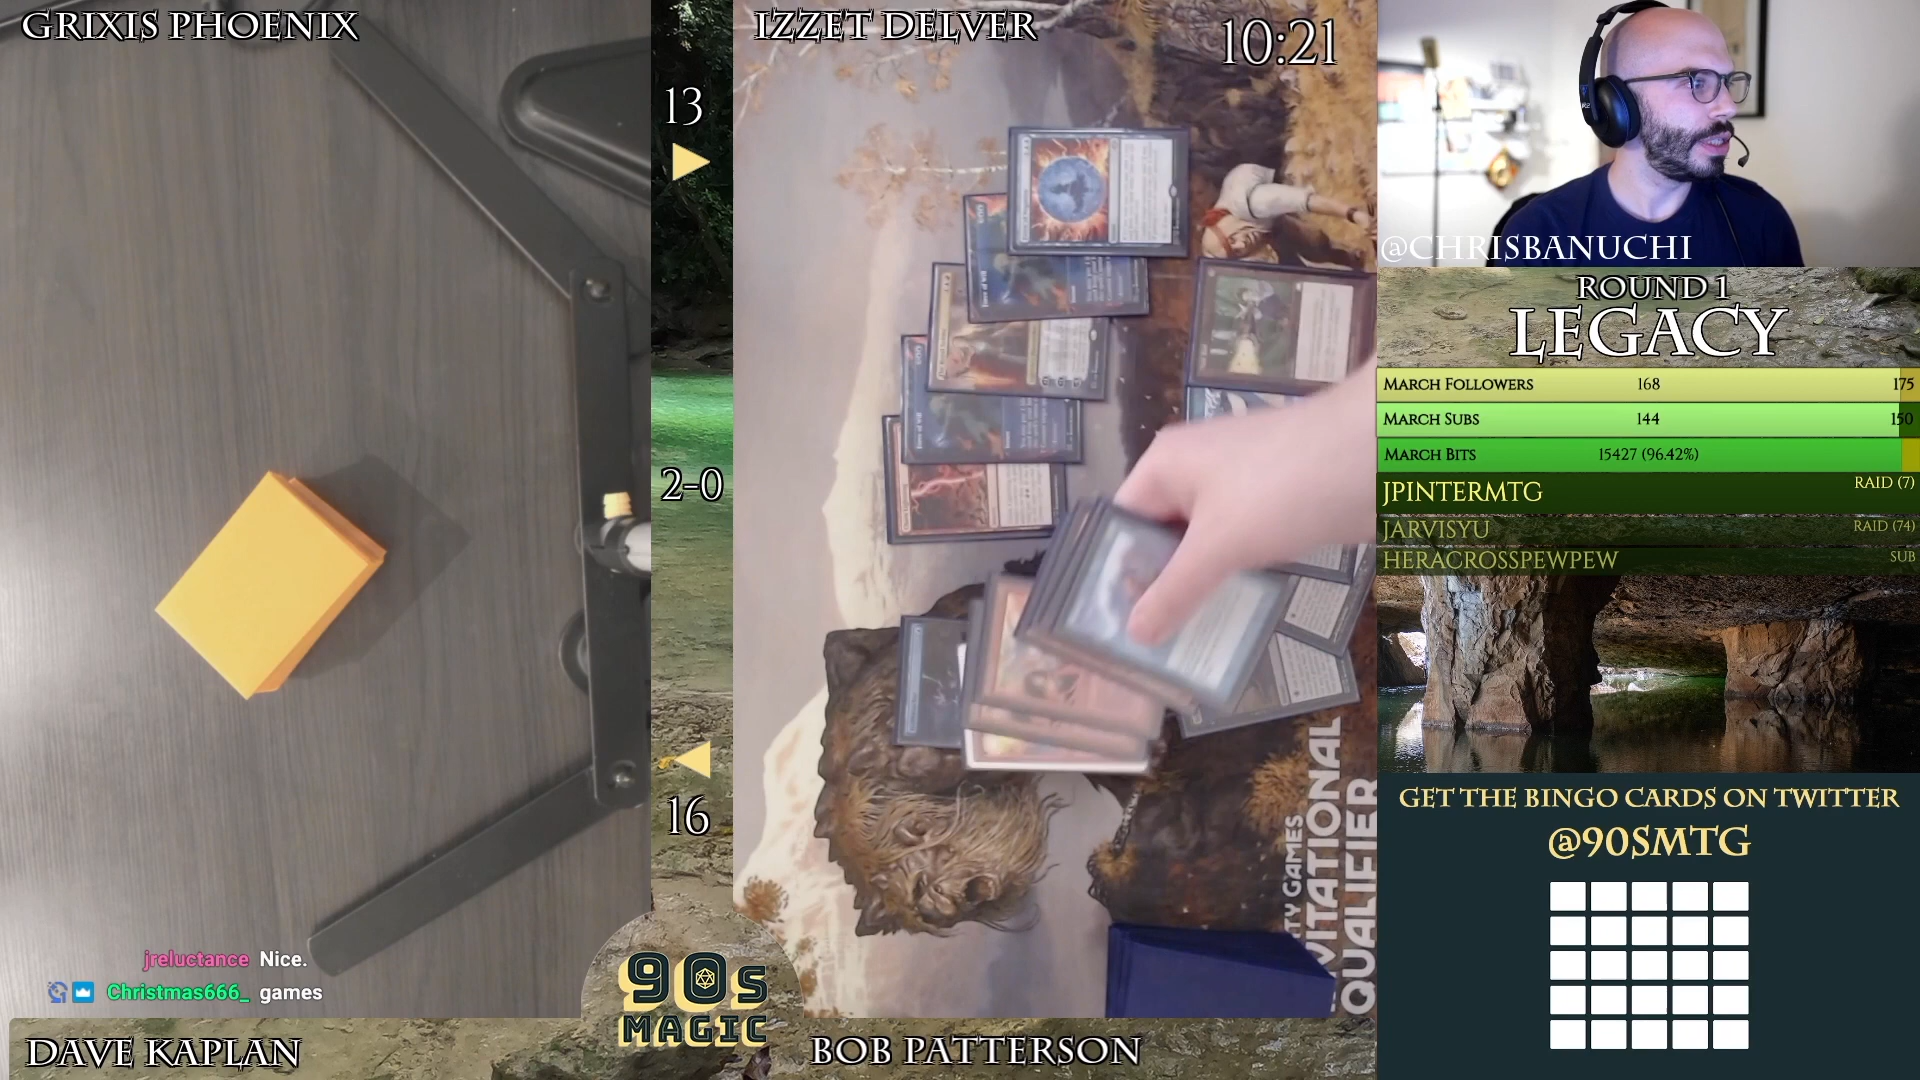 GRIXIS PHOENIX
13
2-0
16
jreluctance Nice.
Christmas666_ games
DAVE KAPLAN
90s
MAGIC
IZZET DELVER
10:21
INVITATIONAL
QUALIFIER
BOB PATTERSON
@CHRISBANUCHI
ROUND 1
LEGACY
MARCH FOLLOWERS 168 175
MARCH SUBS 144 150
MARCH BITS 15427 (96.42%)
JPINTERMTG RAID (7)
JARVISYU RAID (74)
HERACROSSPEWPEW SUB
GET THE BINGO CARDS ON TWITTER
@90SMTG